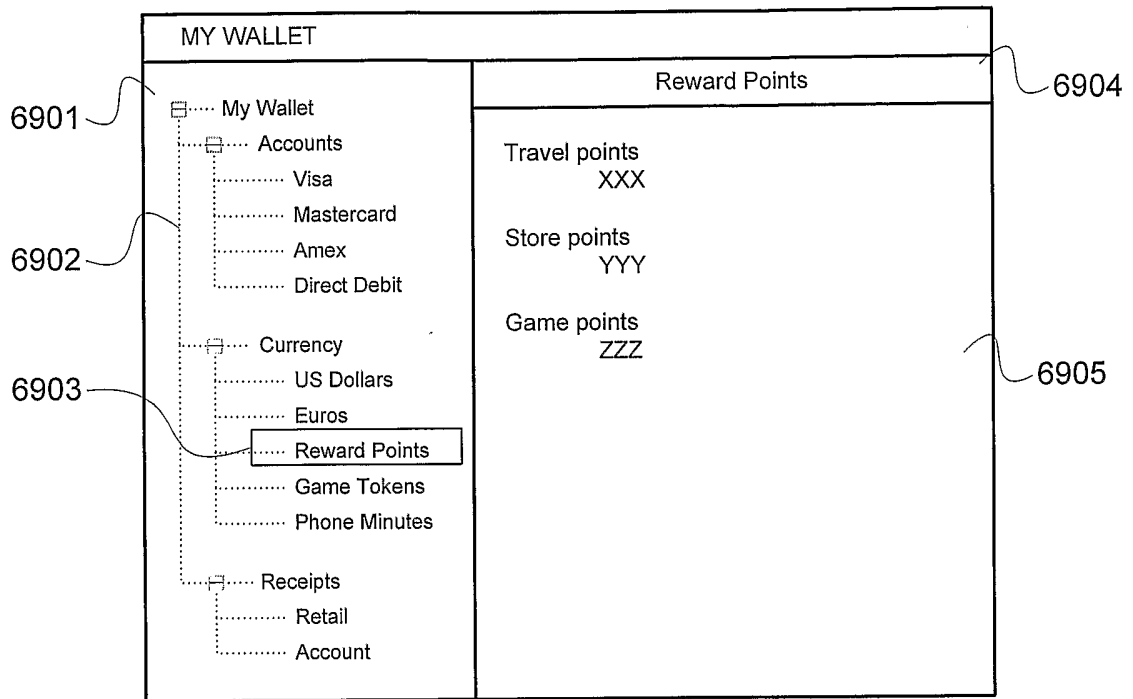 MY WALLET
6901
My Wallet
Accounts
Visa
Mastercard
6902
Amex
Direct Debit
Currency
6903
US Dollars
Euros
Reward Points
Game Tokens
Phone Minutes
Receipts
Retail
Account
Reward Points
6904
Travel points
XXX
Store points
YYY
Game points
ZZZ
6905